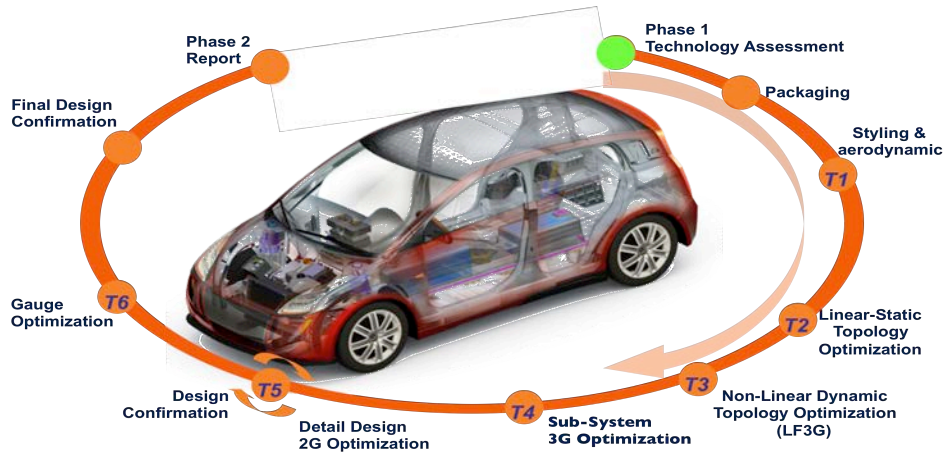 Phase 1
Technology Assessment
Packaging
Styling &
aerodynamic
T1
T2
Linear-Static
Topology
Optimization
T3
Non-Linear Dynamic
Topology Optimization
(LF3G)
T4
Sub-System
3G Optimization
T5
Detail Design
2G Optimization
Design
Confirmation
T6
Gauge
Optimization
Final Design
Confirmation
Phase 2
Report